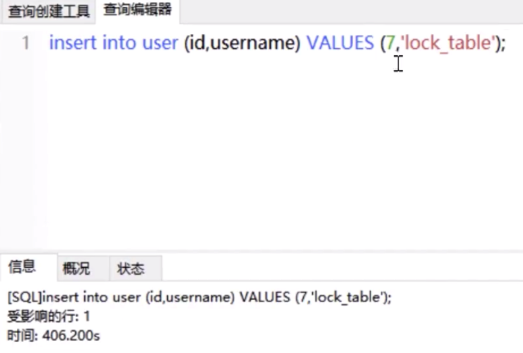 查询创建工具 查询编辑器
1 insert into user (id,username) VALUES (7,'lock_table');
信息 概况 状态
[SQL]insert into user (id,username) VALUES (7,'lock_table');
受影响的行: 1
时间: 406.200s